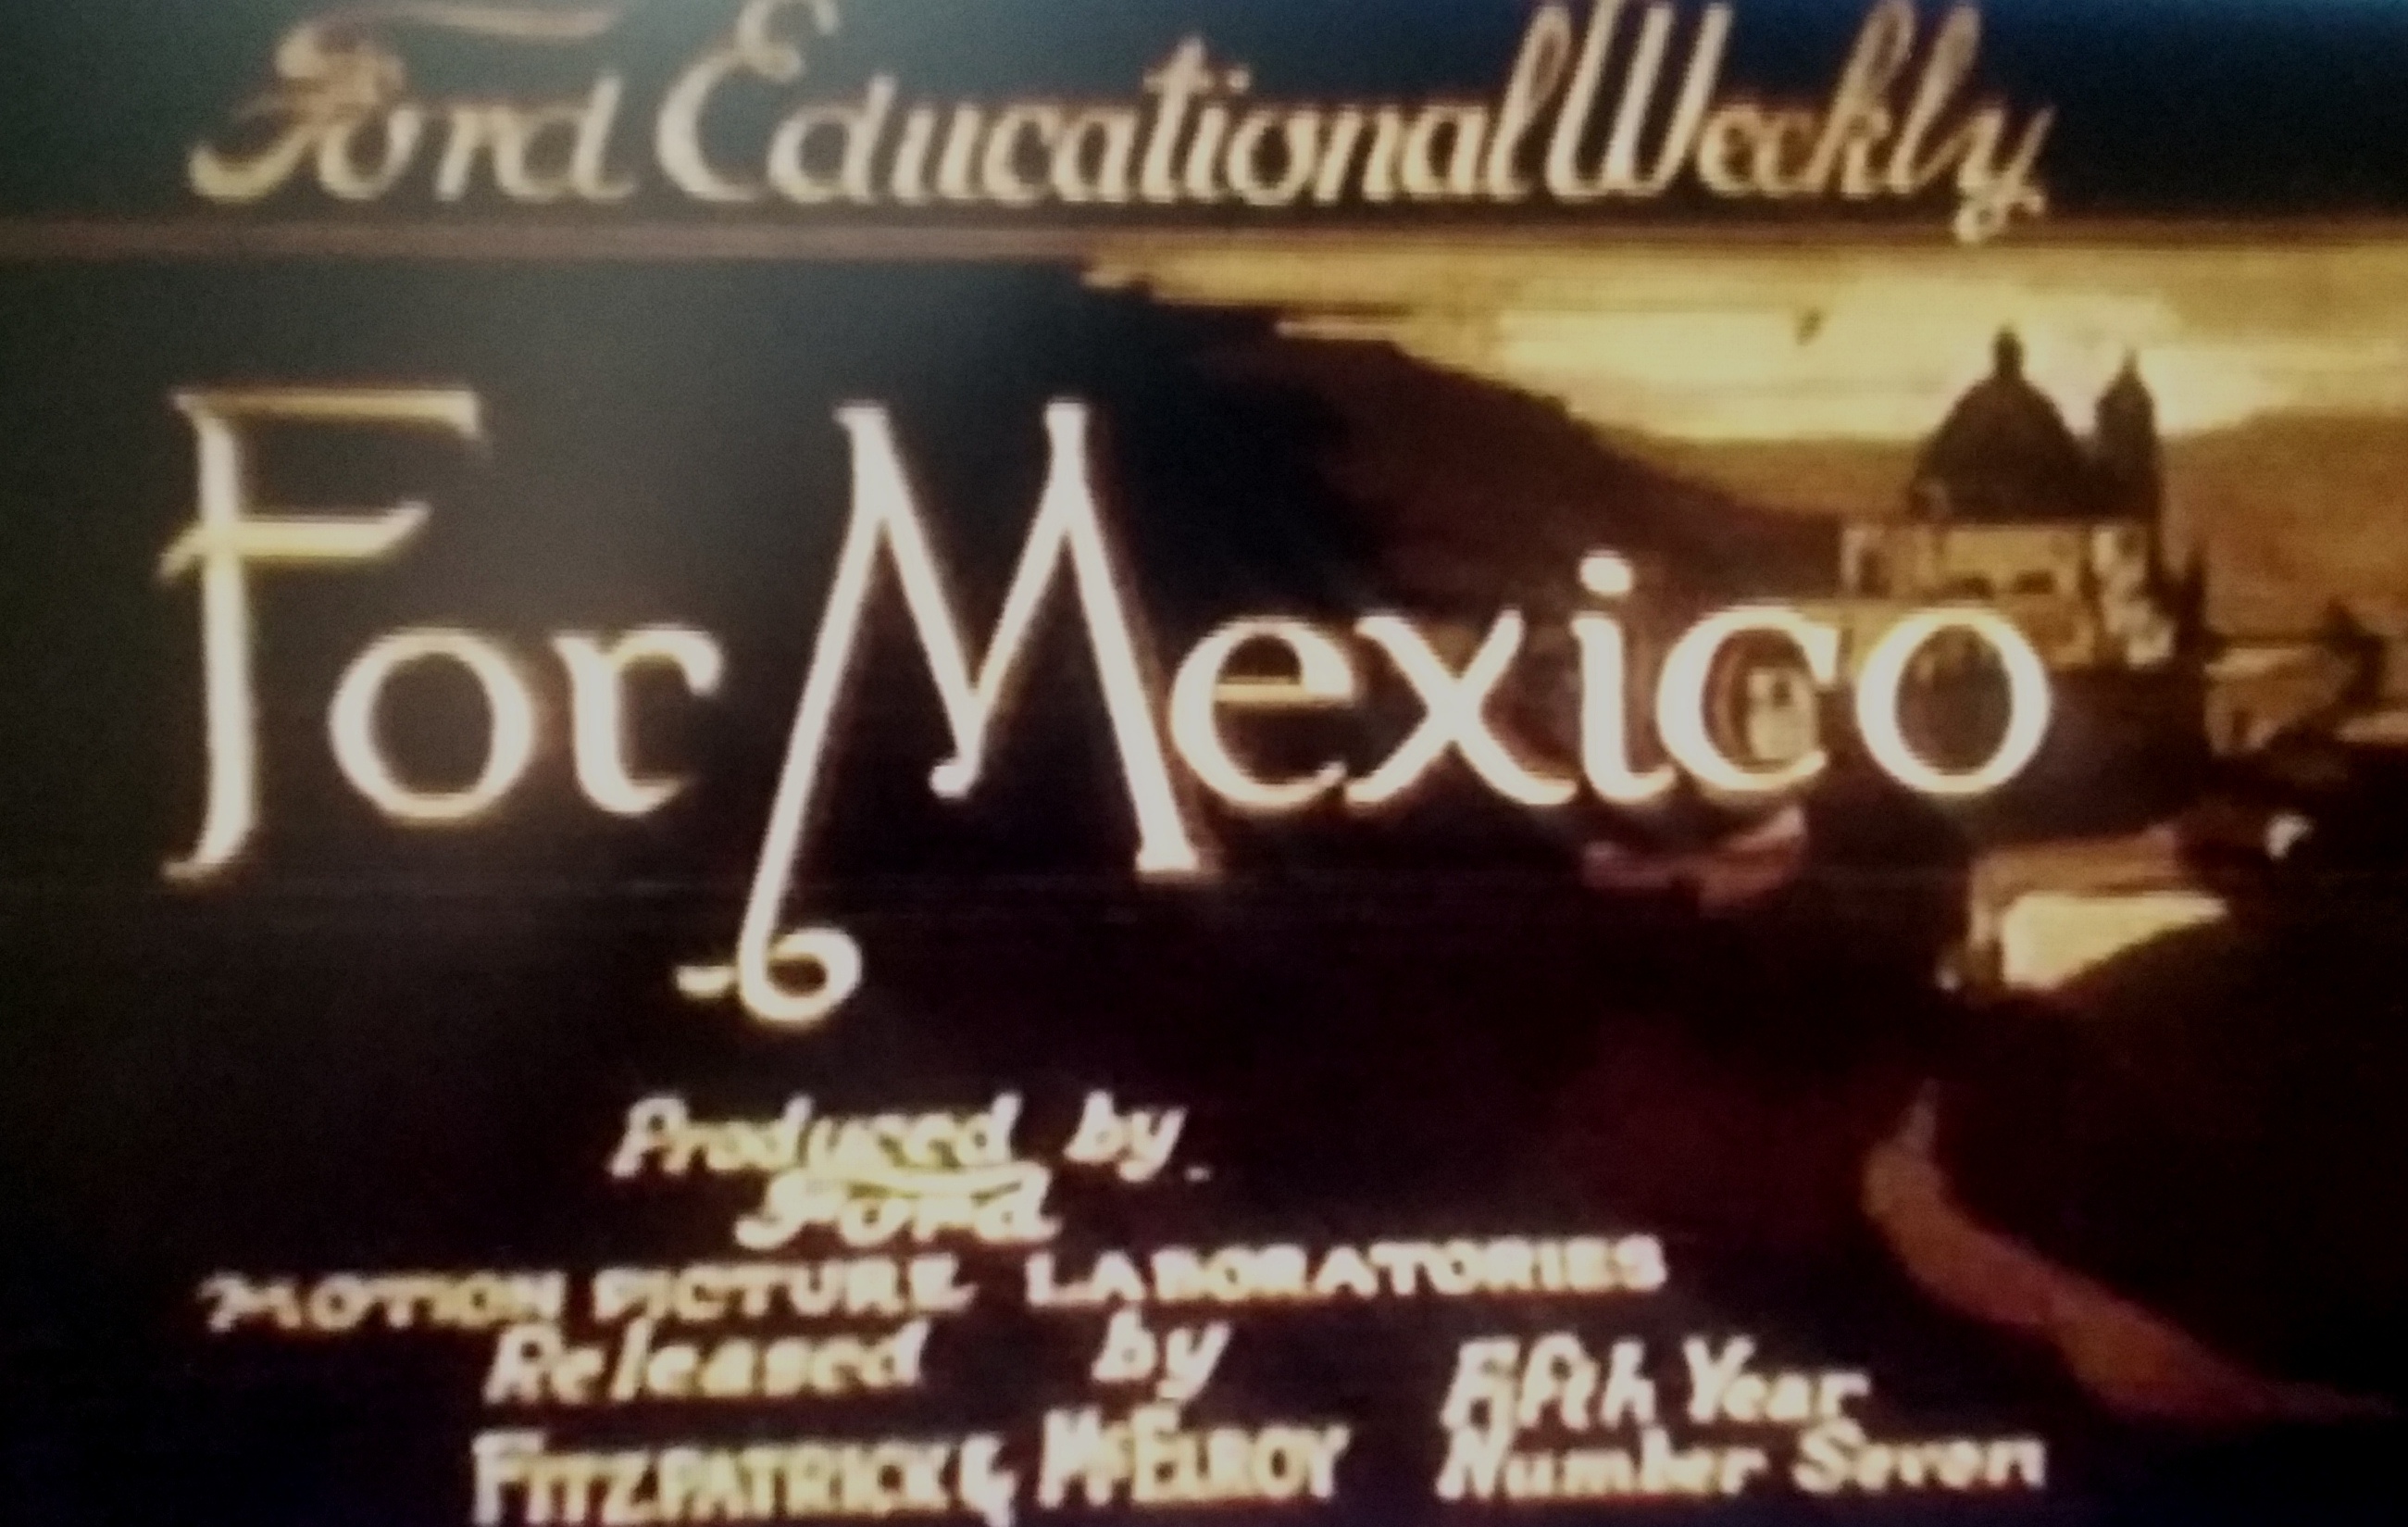 Ford Educational Weekly
For Mexico
Produced by
Ford
MOTION PICTURE LABORATORIES
Released by
FITZPATRICK & McELROY
Fifth Year
Number Seven